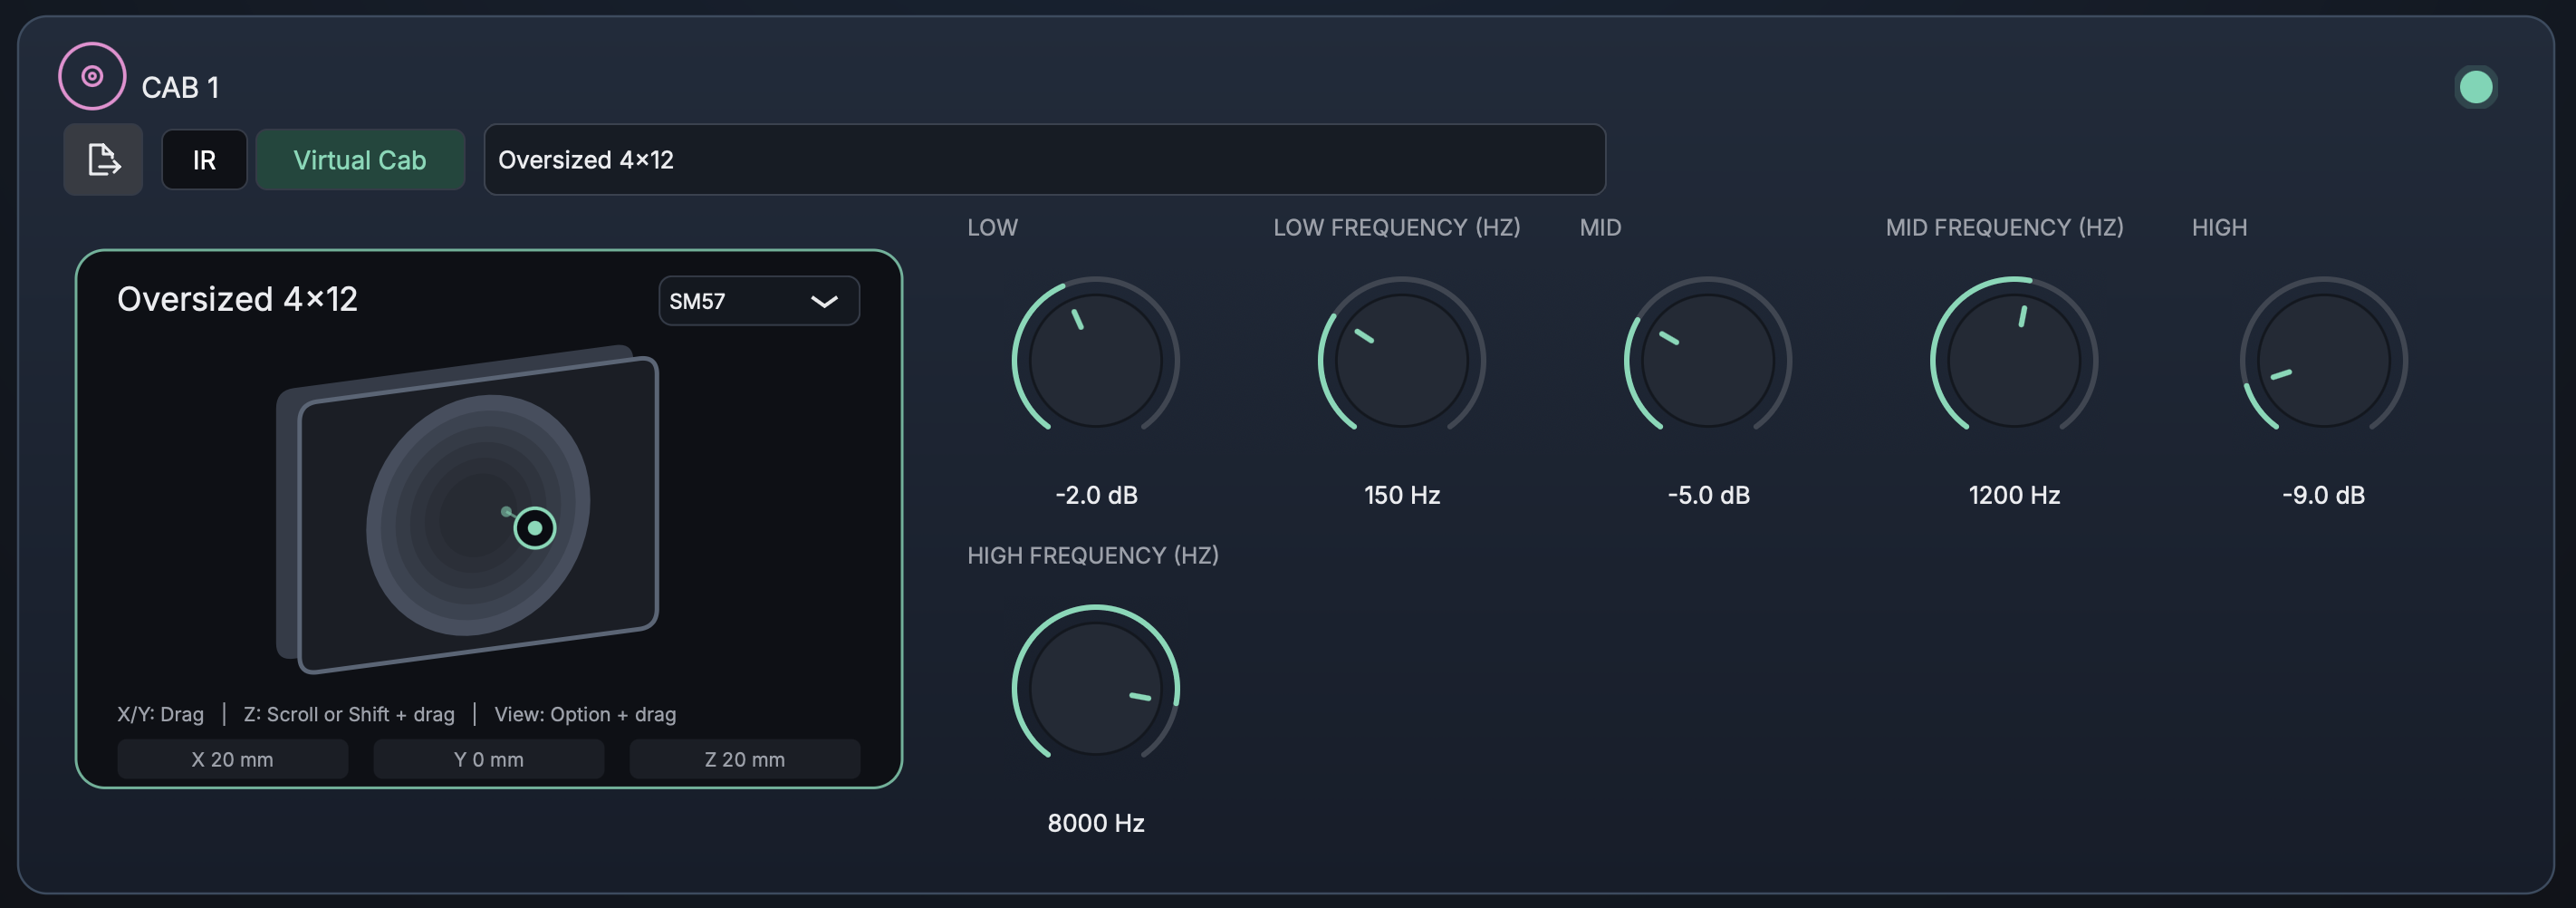 CAB 1
IR
Virtual Cab
Oversized 4×12
LOW
LOW FREQUENCY (HZ)
MID
MID FREQUENCY (HZ)
HIGH
Oversized 4×12
SM57
-2.0 dB
150 Hz
-5.0 dB
1200 Hz
-9.0 dB
HIGH FREQUENCY (HZ)
X/Y: Drag | Z: Scroll or Shift + drag | View: Option + drag
X 20 mm
Y 0 mm
Z 20 mm
8000 Hz